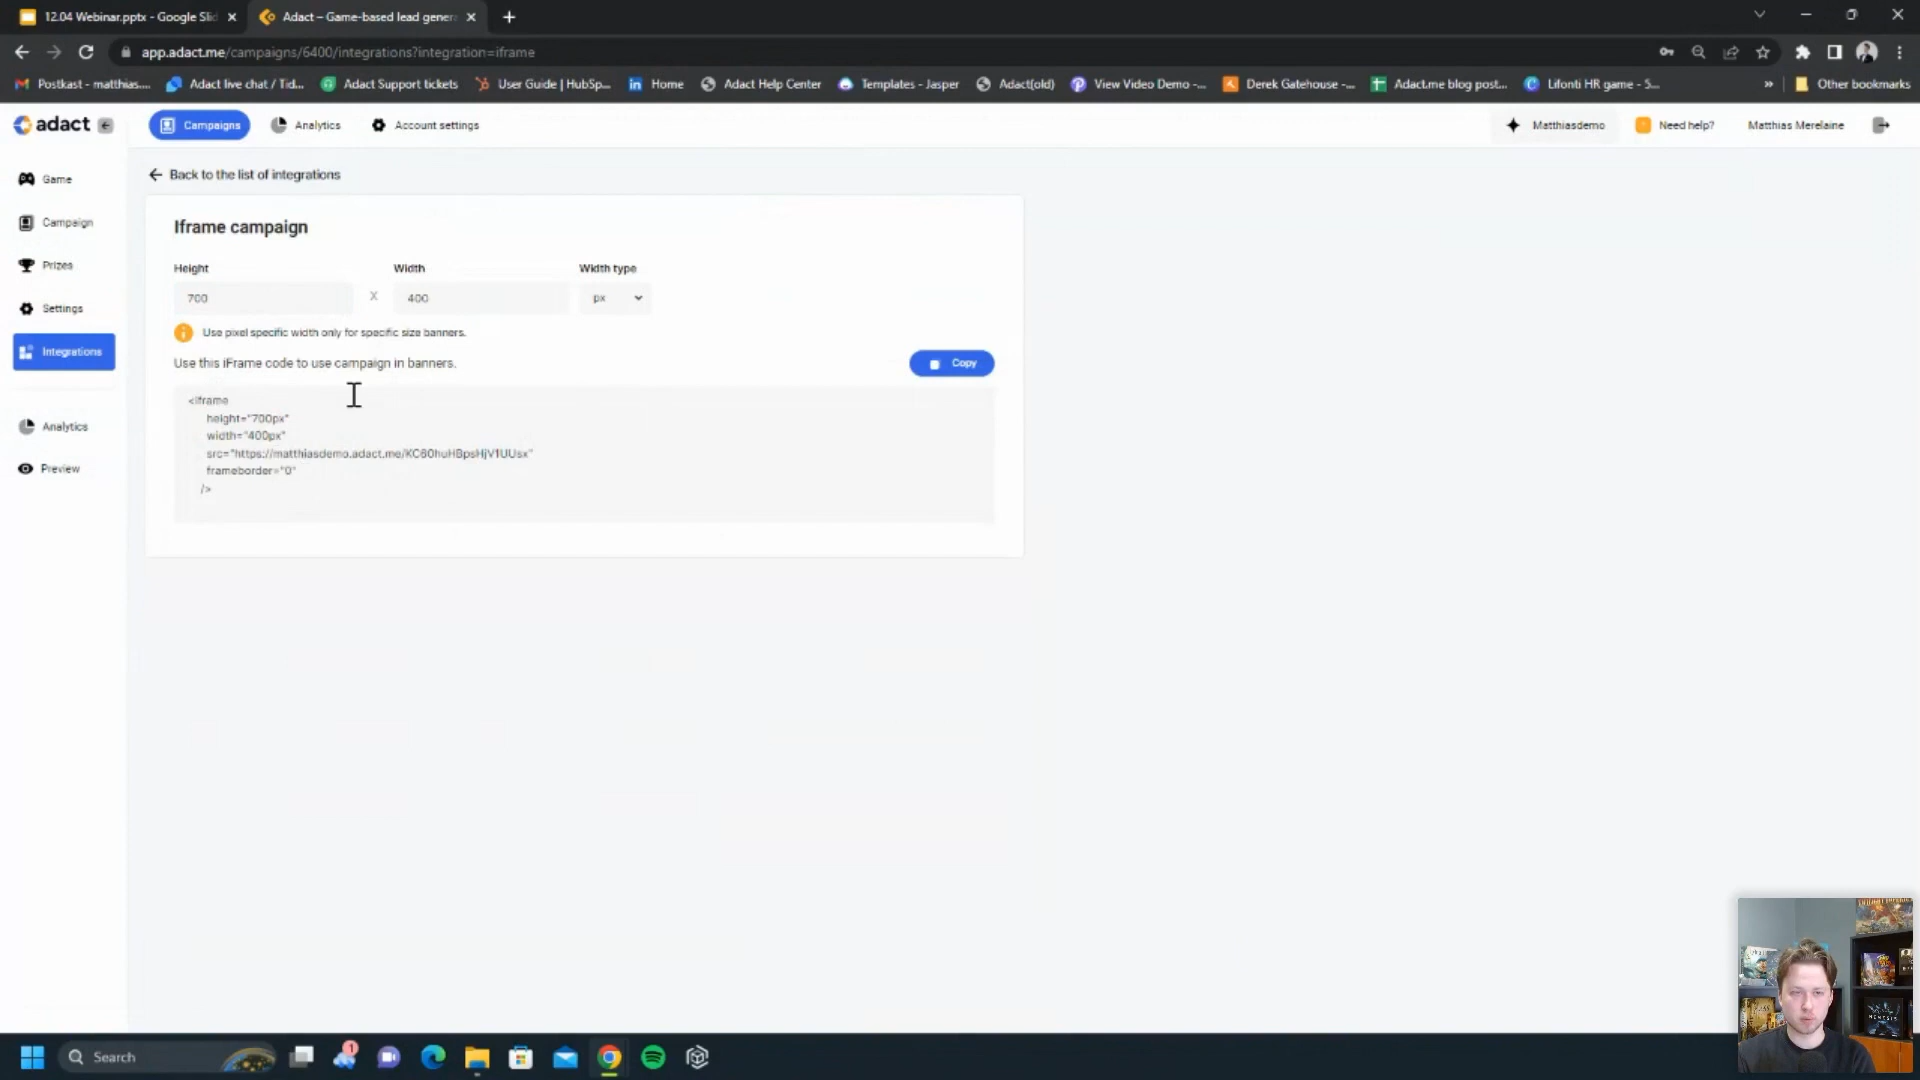 12.04 Webinar.pptx - Google Slid
Adact – Game-based lead genera
app.adact.me/campaigns/6400/integrations?integration=iframe
Postkast - matthias....
Adact live chat / Tid...
Adact Support tickets
User Guide | HubSp...
Home
Adact Help Center
Templates - Jasper
Adact(old)
View Video Demo -...
Derek Gatehouse -...
Adact.me blog post...
Lifonti HR game - S...
»
Other bookmarks
adact
Campaigns
Analytics
Account settings
Matthiasdemo
Need help?
Matthias Merelaine
Game
Campaign
Prizes
Settings
Integrations
Analytics
Preview
Back to the list of integrations
Iframe campaign
Height
Width
Width type
700
X
400
px
Use pixel specific width only for specific size banners.
Use this iFrame code to use campaign in banners.
Copy
<iframe
height="700px"
width="400px"
src="https://matthiasdemo.adact.me/KC80huHBpsHjV1UUsx"
frameborder="0"
/>
Search
1
NEMESIS